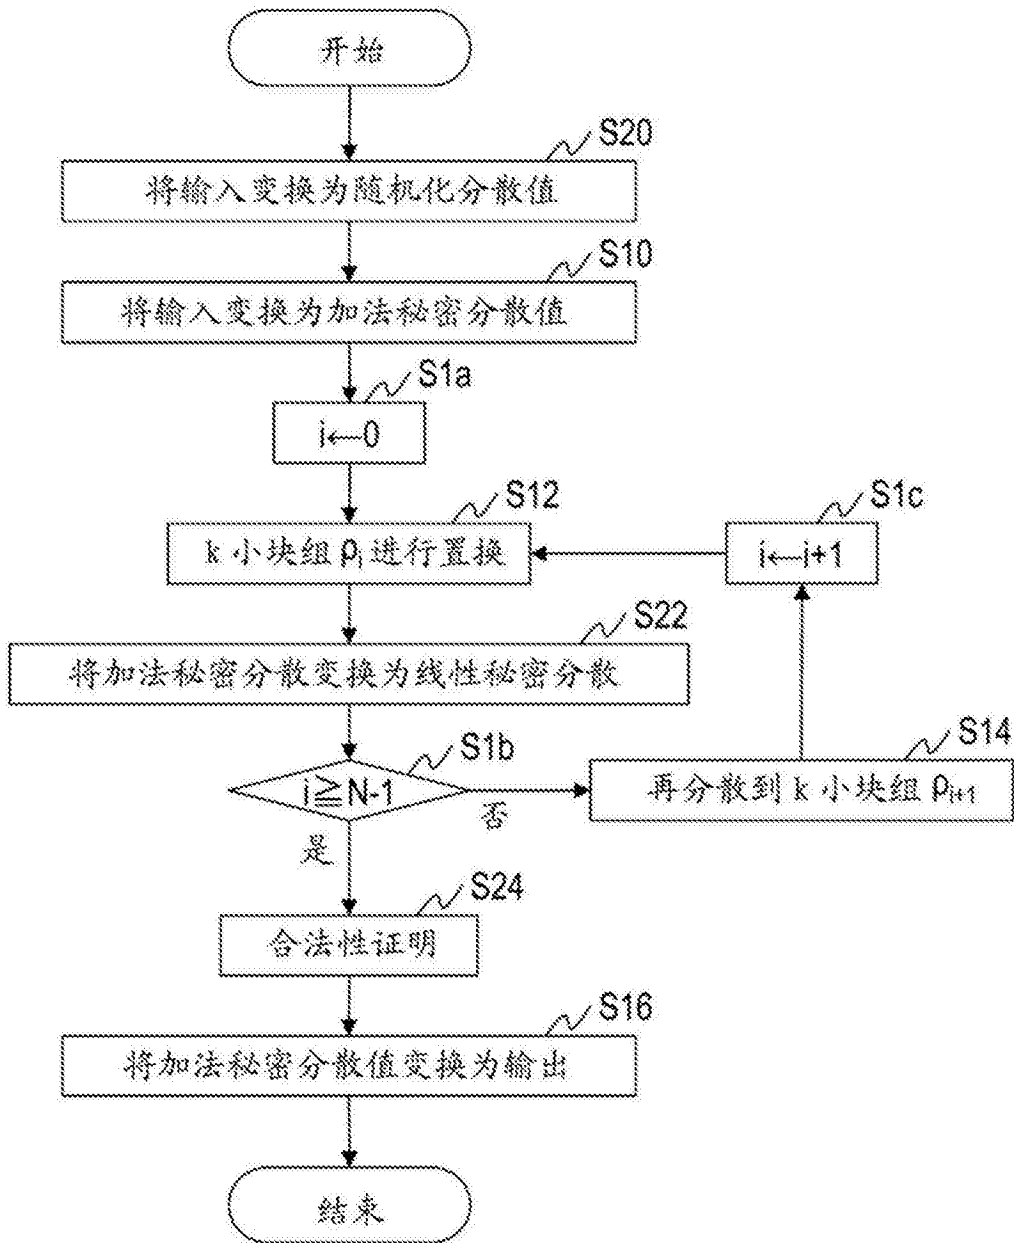 开始
S20
将输入变换为随机化分散值
S10
将输入变换为加法秘密分散值
S1a
i←0
S12
k 小块组 ρi 进行置换
S1c
i←i+1
S22
将加法秘密分散变换为线性秘密分散
S1b
i≧N-1
否
S14
再分散到 k 小块组 ρi+1
是
S24
合法性证明
S16
将加法秘密分散值变换为输出
结束